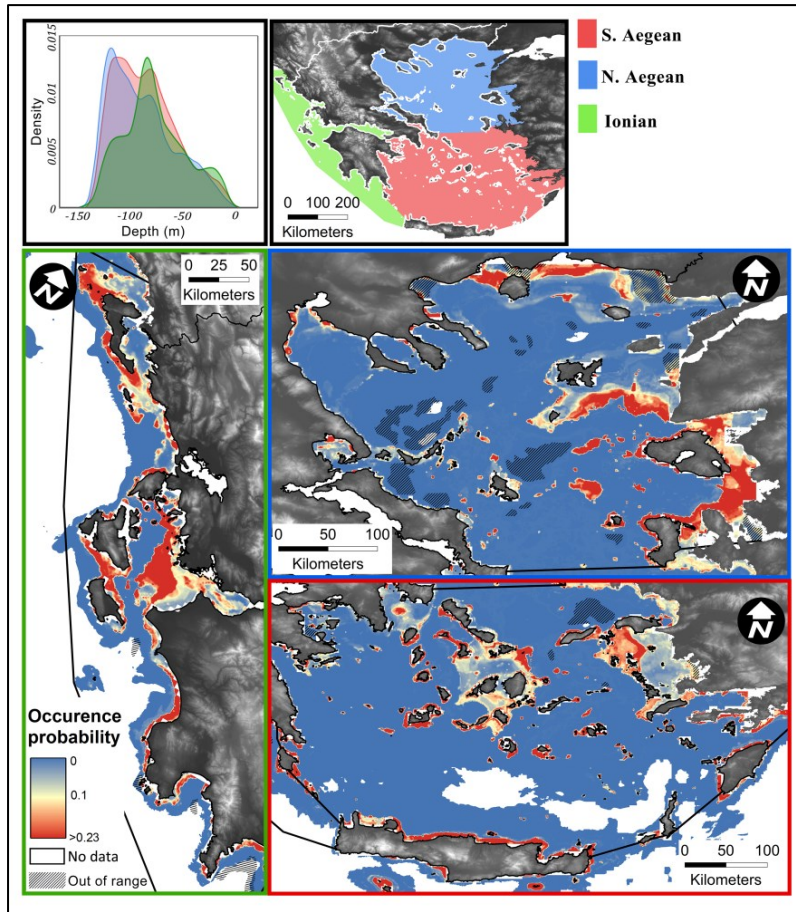 0.015
0.01
0.005
0
Density
-150
-100
-50
0
Depth (m)
0 100 200
Kilometers
S. Aegean
N. Aegean
Ionian
N
0 25 50
Kilometers
Occurence
probability
0
0.1
>0.23
No data
Out of range
N
0 50 100
Kilometers
N
0 50 100
Kilometers